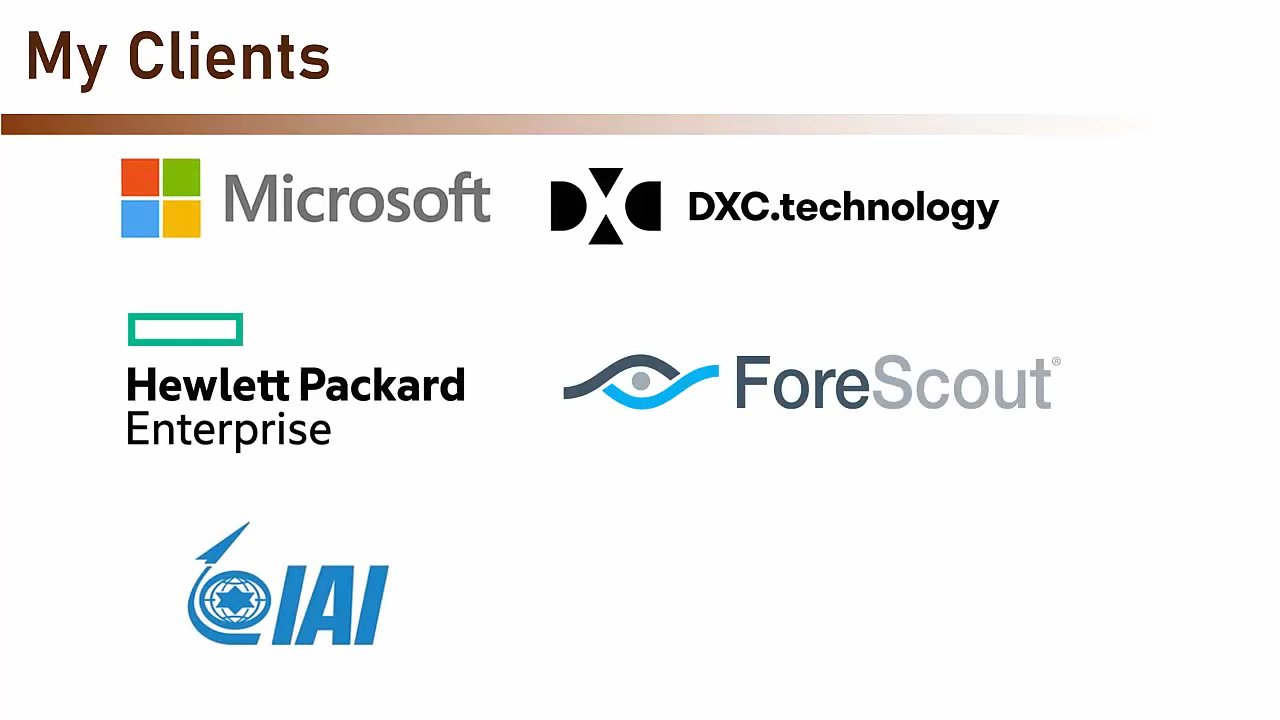 My Clients
Microsoft
DXC.technology
Hewlett Packard
Enterprise
ForeScout®
IAI